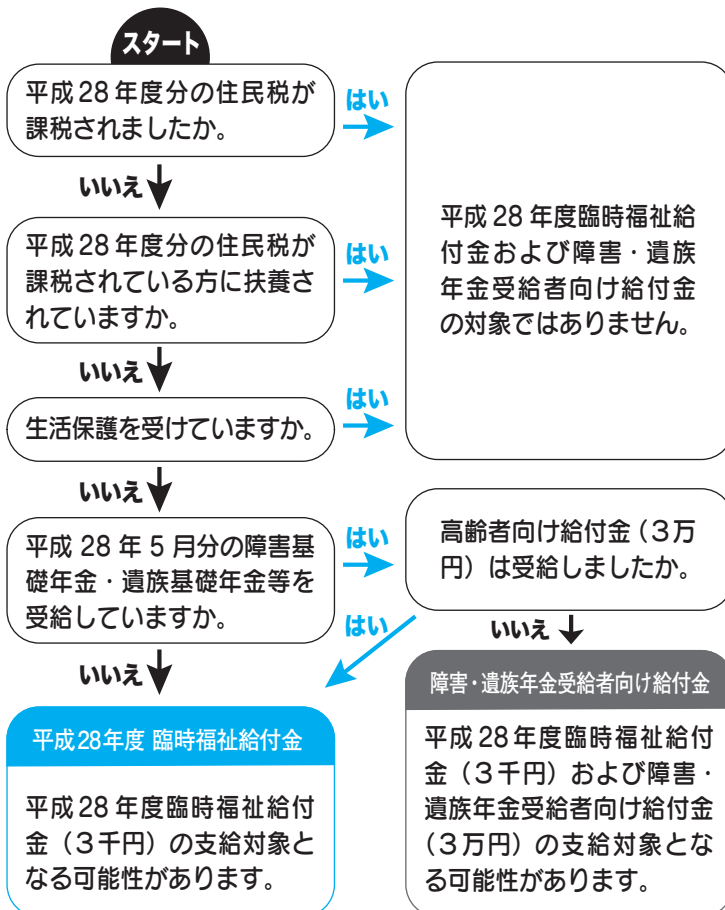 スタート
平成28年度分の住民税が
課税されましたか。
はい
いいえ
平成28年度分の住民税が
課税されている方に扶養さ
れていますか。
はい
いいえ
生活保護を受けていますか。
はい
いいえ
平成28年度臨時福祉給
付金および障害・遺族
年金受給者向け給付金
の対象ではありません。
平成 28 年 5 月分の障害基
礎年金・遺族基礎年金等を
受給していますか。
はい
いいえ
高齢者向け給付金（３万
円）は受給しましたか。
はい
いいえ
平成28年度 臨時福祉給付金
平成28年度臨時福祉給付
金（３千円）の支給対象と
なる可能性があります。
障害・遺族年金受給者向け給付金
平成28年度臨時福祉給付
金（３千円）および障害・
遺族年金受給者向け給付金
（３万円）の支給対象とな
る可能性があります。